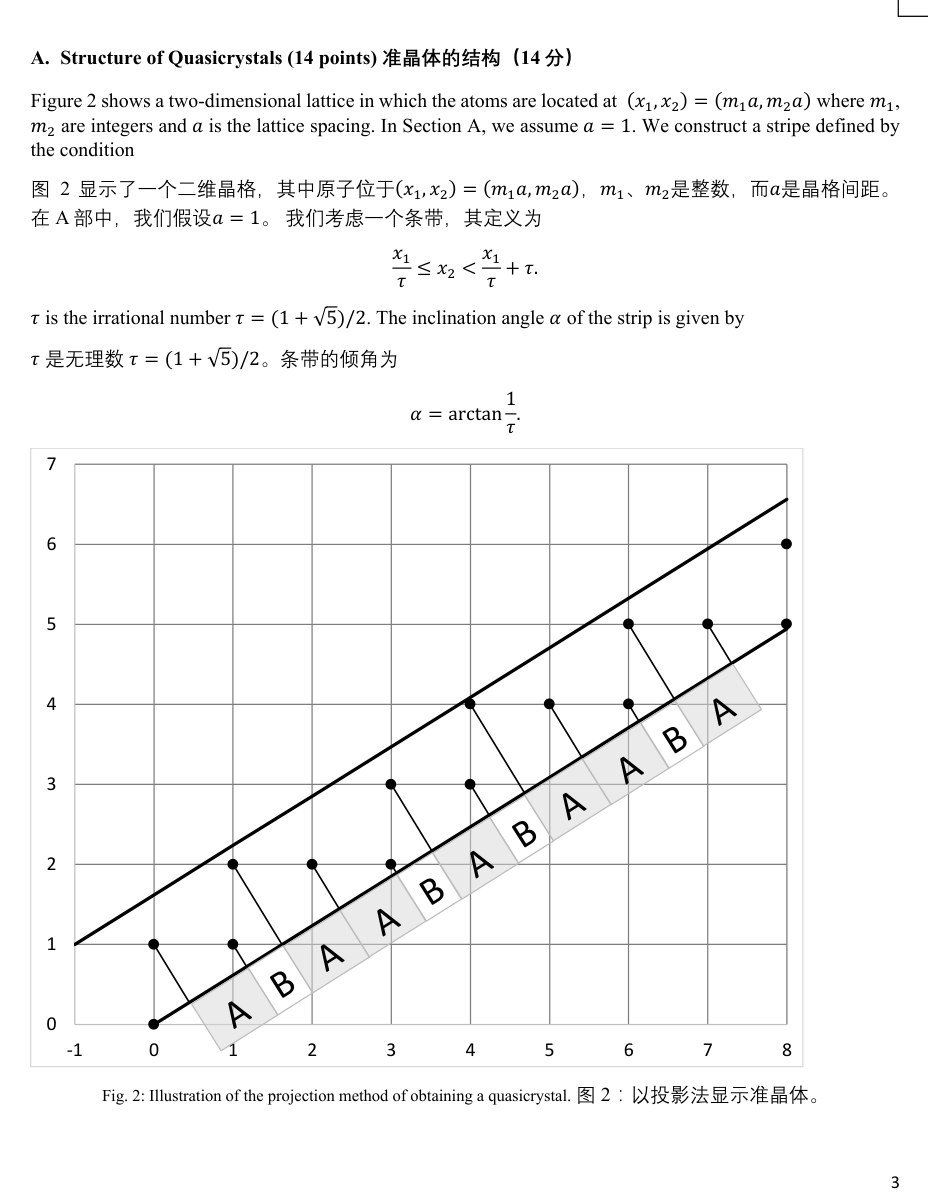 A. Structure of Quasicrystals (14 points) 准晶体的结构（14 分）
Figure 2 shows a two-dimensional lattice in which the atoms are located at (x₁, x₂) = (m₁a, m₂a) where m₁,
m₂ are integers and a is the lattice spacing. In Section A, we assume a = 1. We construct a stripe defined by
the condition
图 2 显示了一个二维晶格，其中原子位于(x₁, x₂) = (m₁a, m₂a)，m₁、m₂是整数，而a是晶格间距。
在 A 部中，我们假设a = 1。 我们考虑一个条带，其定义为
x₁/τ ≤ x₂ < x₁/τ + τ.
τ is the irrational number τ = (1 + √5)/2. The inclination angle α of the strip is given by
τ 是无理数 τ = (1 + √5)/2。条带的倾角为
α = arctan 1/τ.
7
6
5
4
3
2
1
0
A B A A B A B A A B A
-1 0 1 2 3 4 5 6 7 8
Fig. 2: Illustration of the projection method of obtaining a quasicrystal. 图 2：以投影法显示准晶体。
3